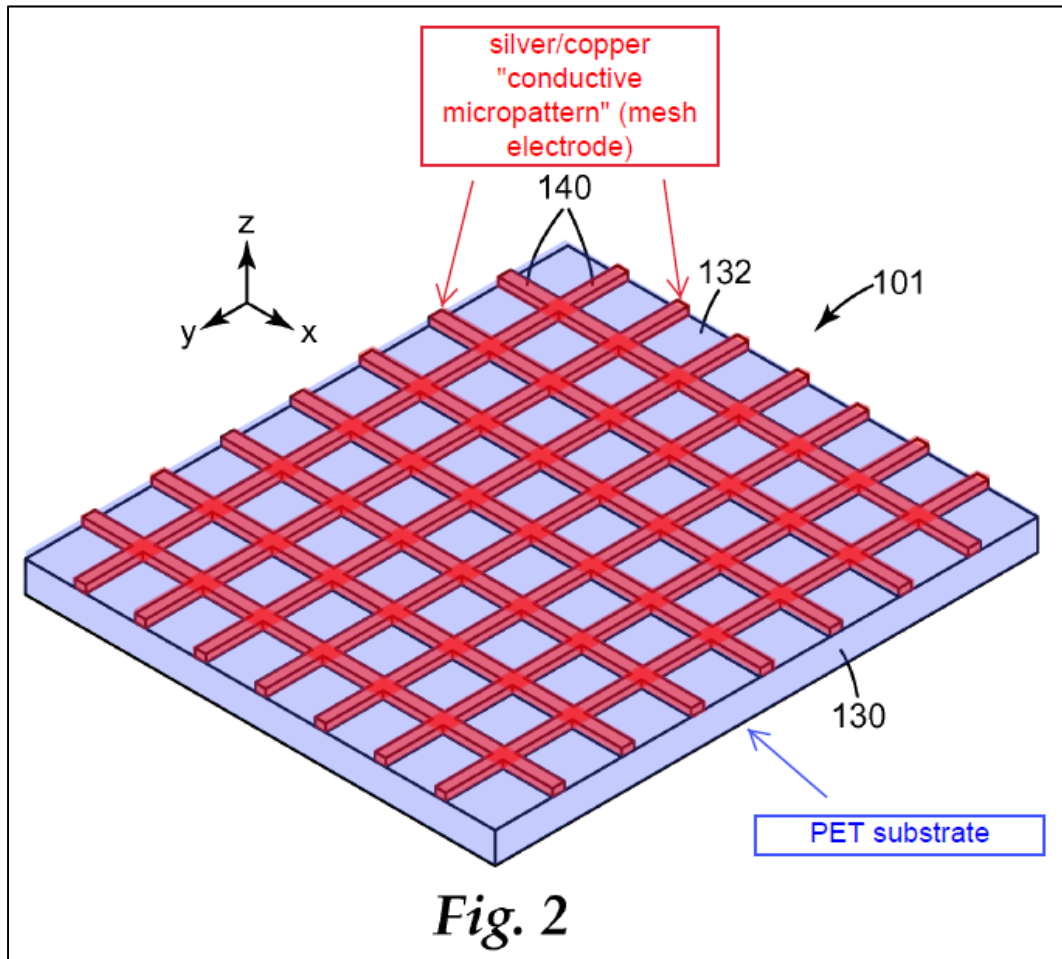 silver/copper
"conductive
micropattern" (mesh
electrode)
140
z
132
101
y
x
130
PET substrate
Fig. 2